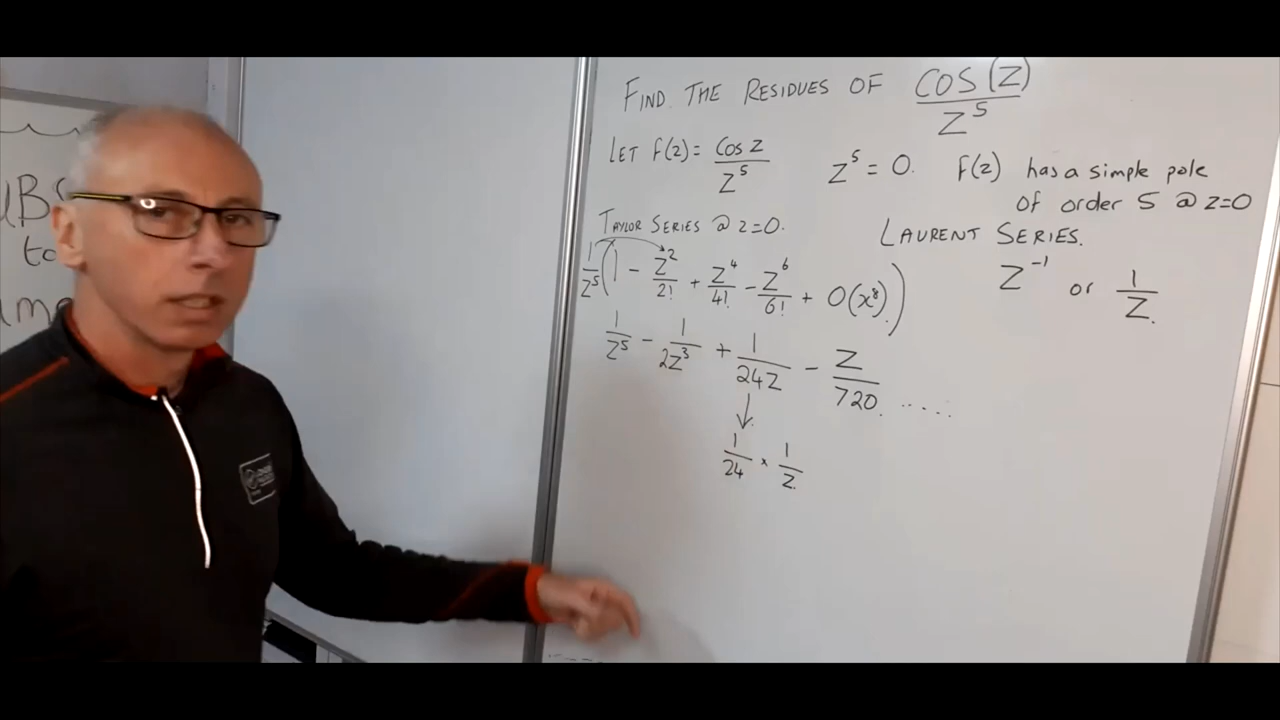 FIND THE RESIDUES OF COS(Z)/Z^5
LET f(z) = Cos z/z^5    z^5 = 0.    f(z) has a simple pole
of order 5 @ z=0
TAYLOR SERIES @ z=0.    LAURENT SERIES.
1/z^5 (1 - z^2/2! + z^4/4! - z^6/6! + O(x^8).)    z^-1 or 1/z.
1/z^5 - 1/2z^3 + 1/24z - z/720 .....
↓
1/24 × 1/z.
to